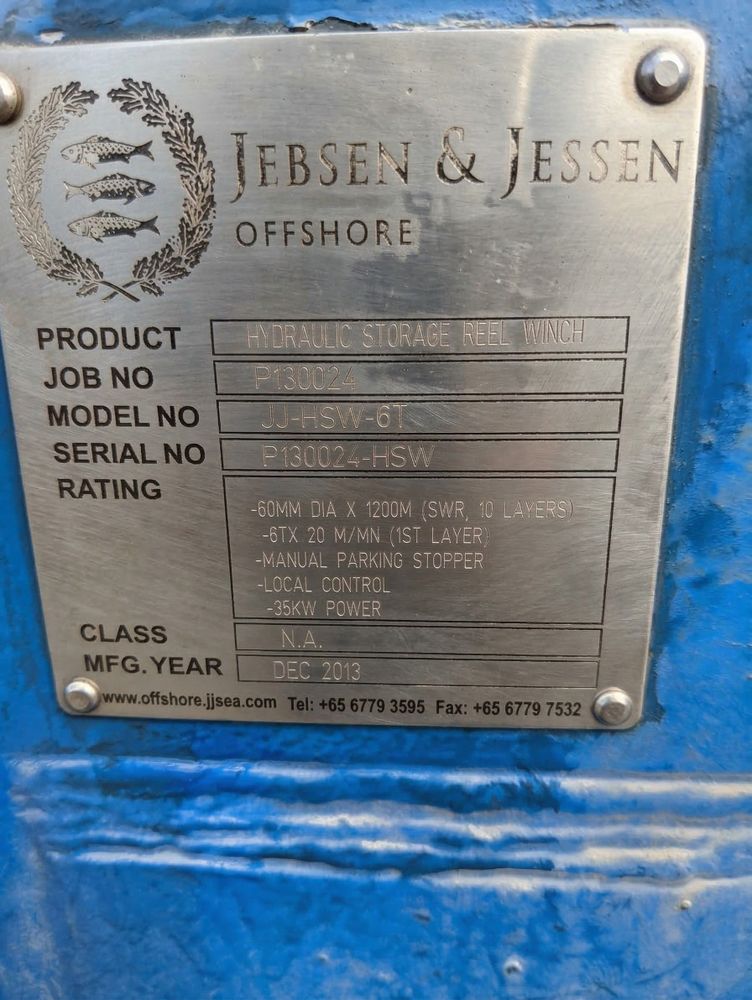 JEBSEN & JESSEN
OFFSHORE
PRODUCT HYDRAULIC STORAGE REEL WINCH
JOB NO P130024
MODEL NO JJ-HSW-6T
SERIAL NO P130024-HSW
RATING
-60MM DIA X 1200M (SWR, 10 LAYERS)
-6TX 20 M/MN (1ST LAYER)
-MANUAL PARKING STOPPER
-LOCAL CONTROL
-35KW POWER
CLASS N.A.
MFG. YEAR DEC 2013
www.offshore.jjsea.com Tel: +65 6779 3595 Fax: +65 6779 7532